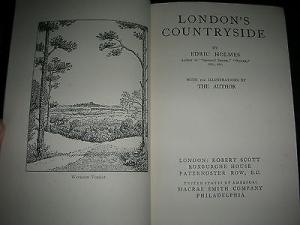 LONDON'S
COUNTRYSIDE
BY
EDRIC HOLMES
WITH 100 ILLUSTRATIONS BY
THE AUTHOR
LONDON: ROBERT SCOTT
ROXBURGHE HOUSE
PATERNOSTER ROW, E.C.
UNITED STATES OF AMERICA:
MACRAE SMITH COMPANY
PHILADELPHIA